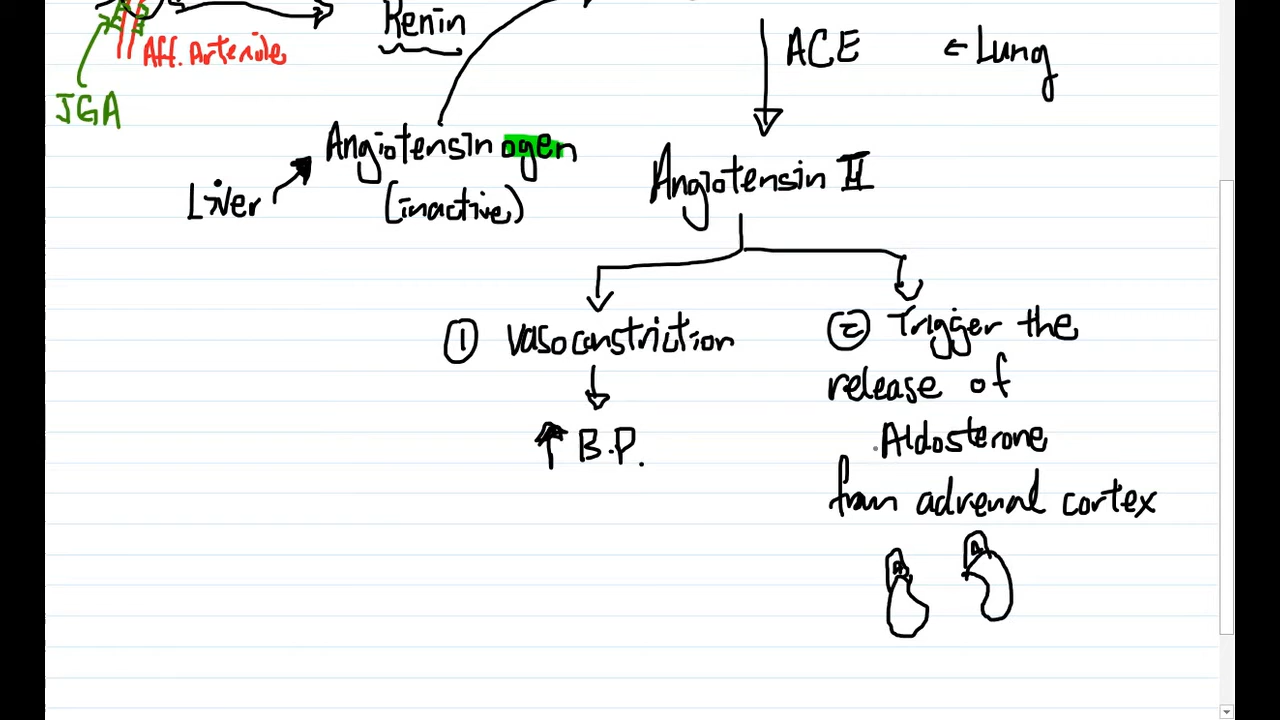 Renin
ACE ← Lung
Aff. Arteriole
JGA
Angiotensinogen
Angiotensin II
Liver
(inactive)
① Vasoconstriction
② Trigger the
release of
↑ B.P.
Aldosterone
from adrenal cortex
A
A